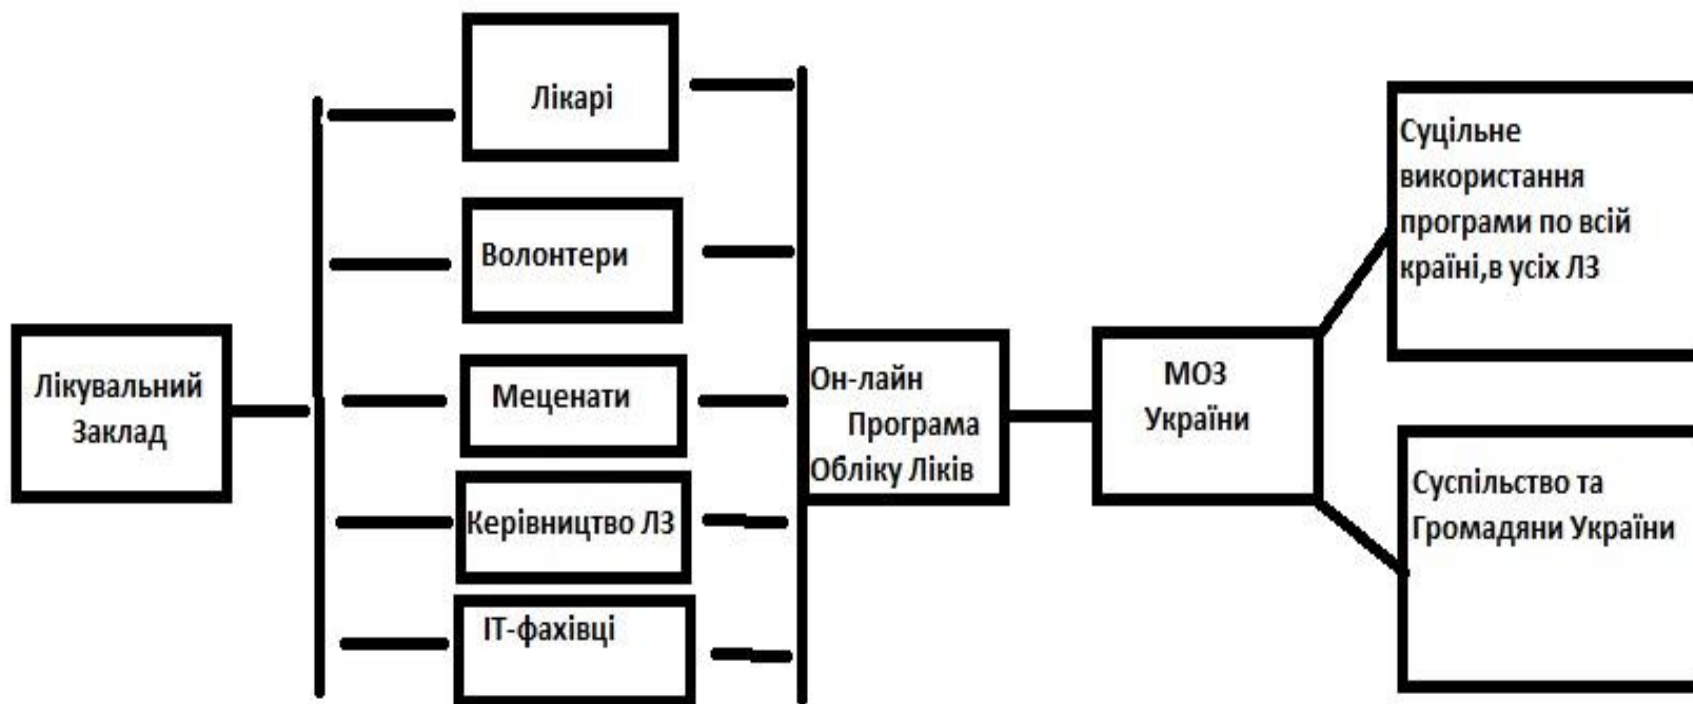 Лікарі
Волонтери
Меценати
Керівництво ЛЗ
ІТ-фахівці
Лікувальний
Заклад
Он-лайн
Програма
Обліку Ліків
МОЗ
України
Суцільне
використання
програми по всій
країні,в усіх ЛЗ
Суспільство та
Громадяни України